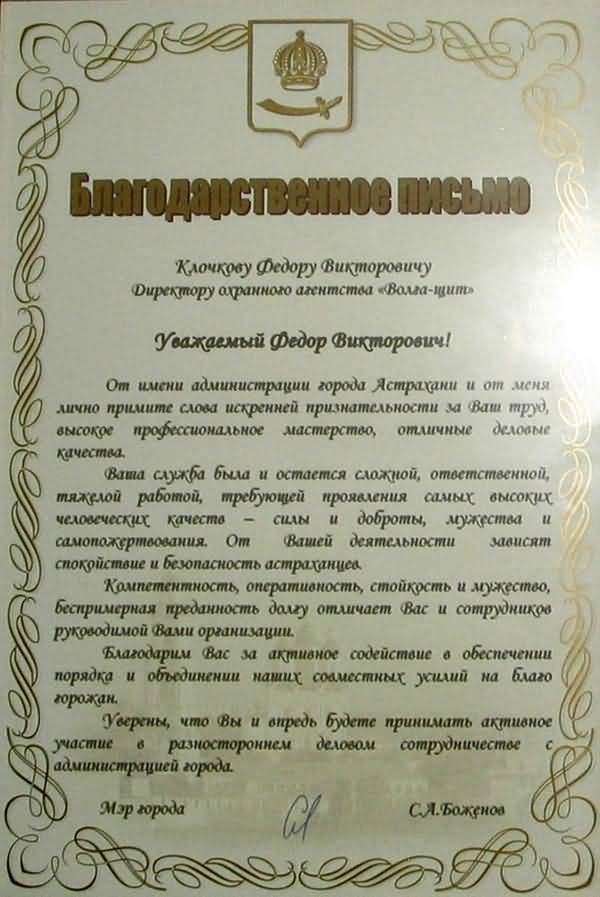 Благодарственное письмо
Клочкову Федору Викторовичу
Директору охранного агентства «Волга-щит»
Уважаемый Федор Викторович!
От имени администрации города Астрахани и от меня
лично примите слова искренней признательности за Ваш труд,
высокое профессиональное мастерство, отличные деловые
качества.
Ваша служба была и остается сложной, ответственной,
тяжелой работой, требующей проявления самых высоких
человеческих качеств – силы и доброты, мужества и
самопожертвования. От Вашей деятельности зависят
спокойствие и безопасность астраханцев.
Компетентность, оперативность, стойкость и мужество,
беспримерная преданность долгу отличает Вас и сотрудников
руководимой Вами организации.
Благодарим Вас за активное содействие в обеспечении
порядка и объединении наших совместных усилий на благо
горожан.
Уверены, что Вы и впредь будете принимать активное
участие в разностороннем деловом сотрудничестве с
администрацией города.
Мэр города С.А.Боженов